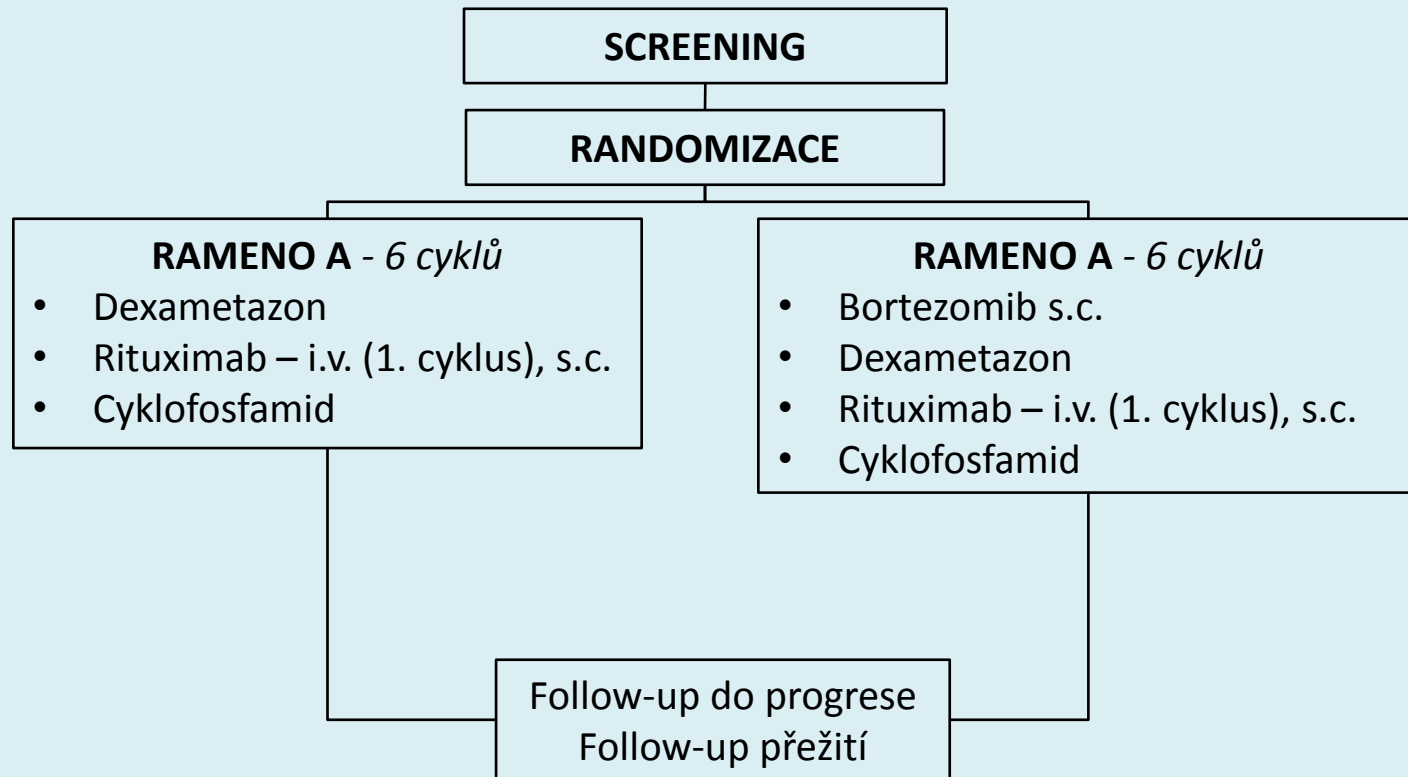 SCREENING
RANDOMIZACE
RAMENO A - 6 cyklů
• Dexametazon
• Rituximab – i.v. (1. cyklus), s.c.
• Cyklofosfamid
RAMENO A - 6 cyklů
• Bortezomib s.c.
• Dexametazon
• Rituximab – i.v. (1. cyklus), s.c.
• Cyklofosfamid
Follow-up do progrese
Follow-up přežití